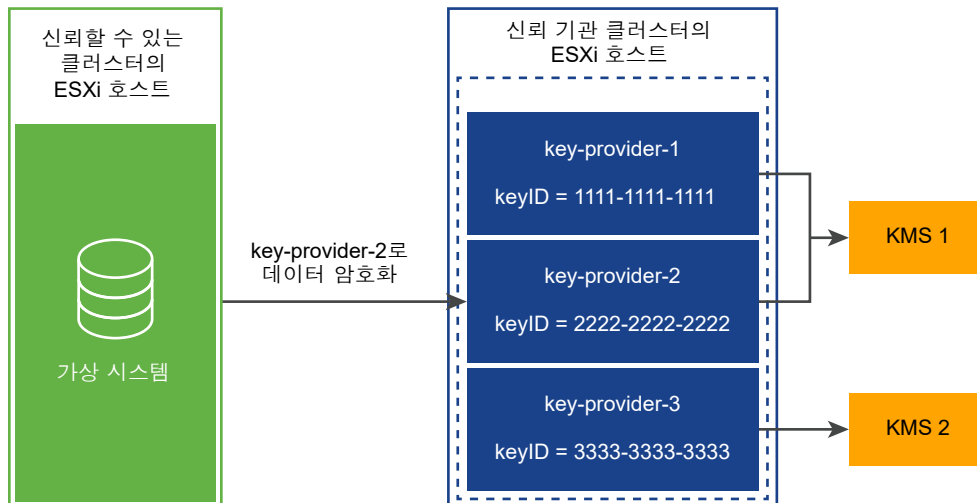 신뢰할 수 있는
클러스터의
ESXi 호스트
가상 시스템
key-provider-2로
데이터 암호화
신뢰 기관 클러스터의
ESXi 호스트
key-provider-1
keyID = 1111-1111-1111
key-provider-2
keyID = 2222-2222-2222
key-provider-3
keyID = 3333-3333-3333
KMS 1
KMS 2